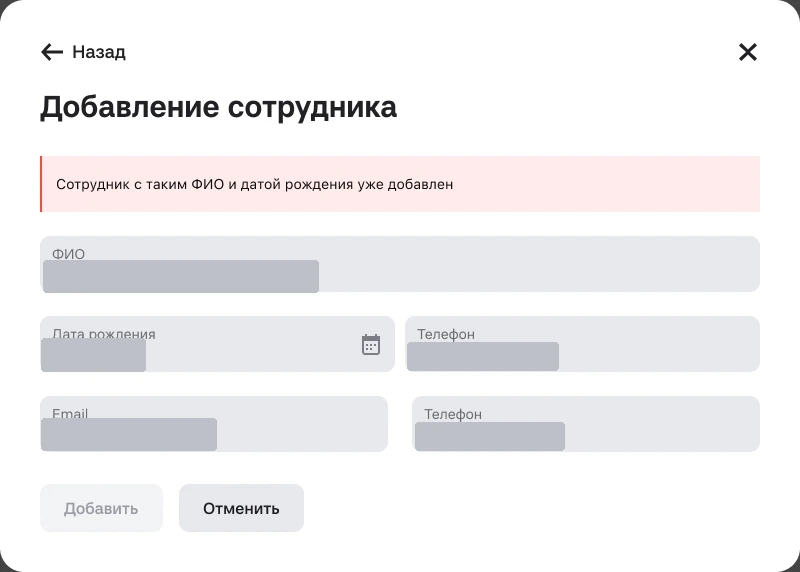 Назад
Добавление сотрудника
Сотрудник с таким ФИО и датой рождения уже добавлен
ФИО
Дата рождения
Телефон
Email
Телефон
Добавить
Отменить